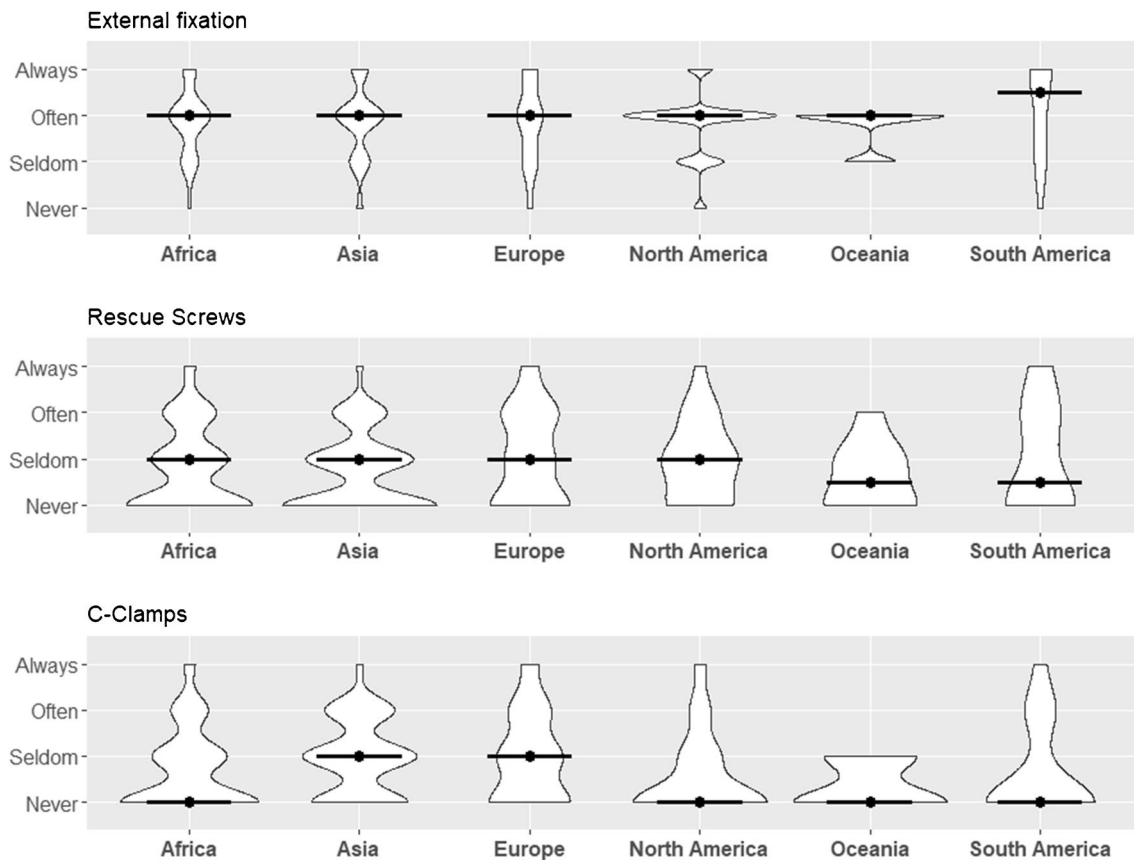 External fixation
Always
Often
Seldom
Never
Africa Asia Europe North America Oceania South America
Rescue Screws
Always
Often
Seldom
Never
Africa Asia Europe North America Oceania South America
C-Clamps
Always
Often
Seldom
Never
Africa Asia Europe North America Oceania South America